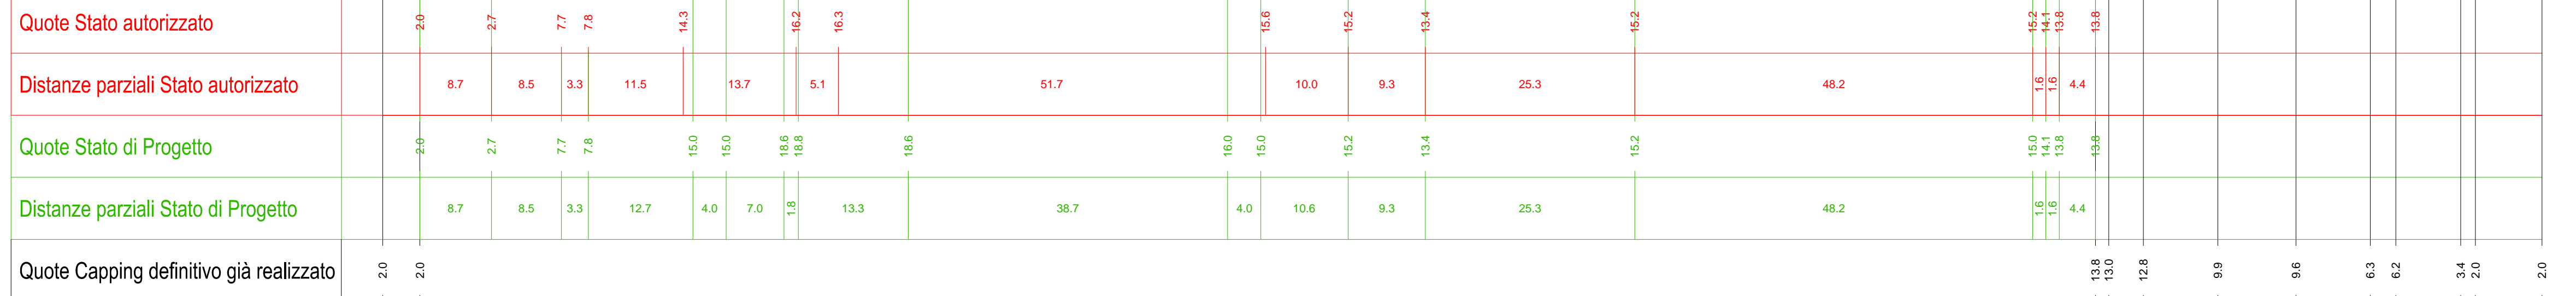 Quote Stato autorizzato 2.0 2.7 7.7 7.8 14.3 16.2 16.3 15.6 15.2 13.4 15.2 15.2 14.1 13.8 13.8
Distanze parziali Stato autorizzato 8.7 8.5 3.3 11.5 13.7 5.1 51.7 10.0 9.3 25.3 48.2 1.6 1.6 4.4
Quote Stato di Progetto 2.0 2.7 7.7 7.8 15.0 15.0 18.6 18.8 18.6 16.0 15.0 15.2 13.4 15.2 15.0 14.1 13.8 13.8
Distanze parziali Stato di Progetto 8.7 8.5 3.3 12.7 4.0 7.0 1.8 13.3 38.7 4.0 10.6 9.3 25.3 48.2 1.6 1.6 4.4
Quote Capping definitivo già realizzato 2.0 2.0 13.8 13.0 12.8 9.9 9.6 6.3 6.2 3.4 2.0 2.0